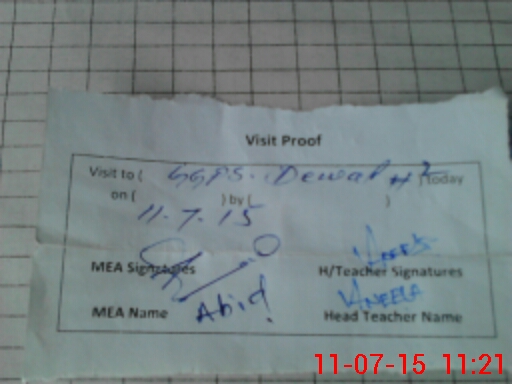 Visit Proof
Visit to ( GGPS. Dewal # 2 ) today
on ( 11-7-15 ) by ( )
MEA Signatures H/Teacher Signatures
Abid ANEELA
MEA Name Head Teacher Name
11-07-15 11:21